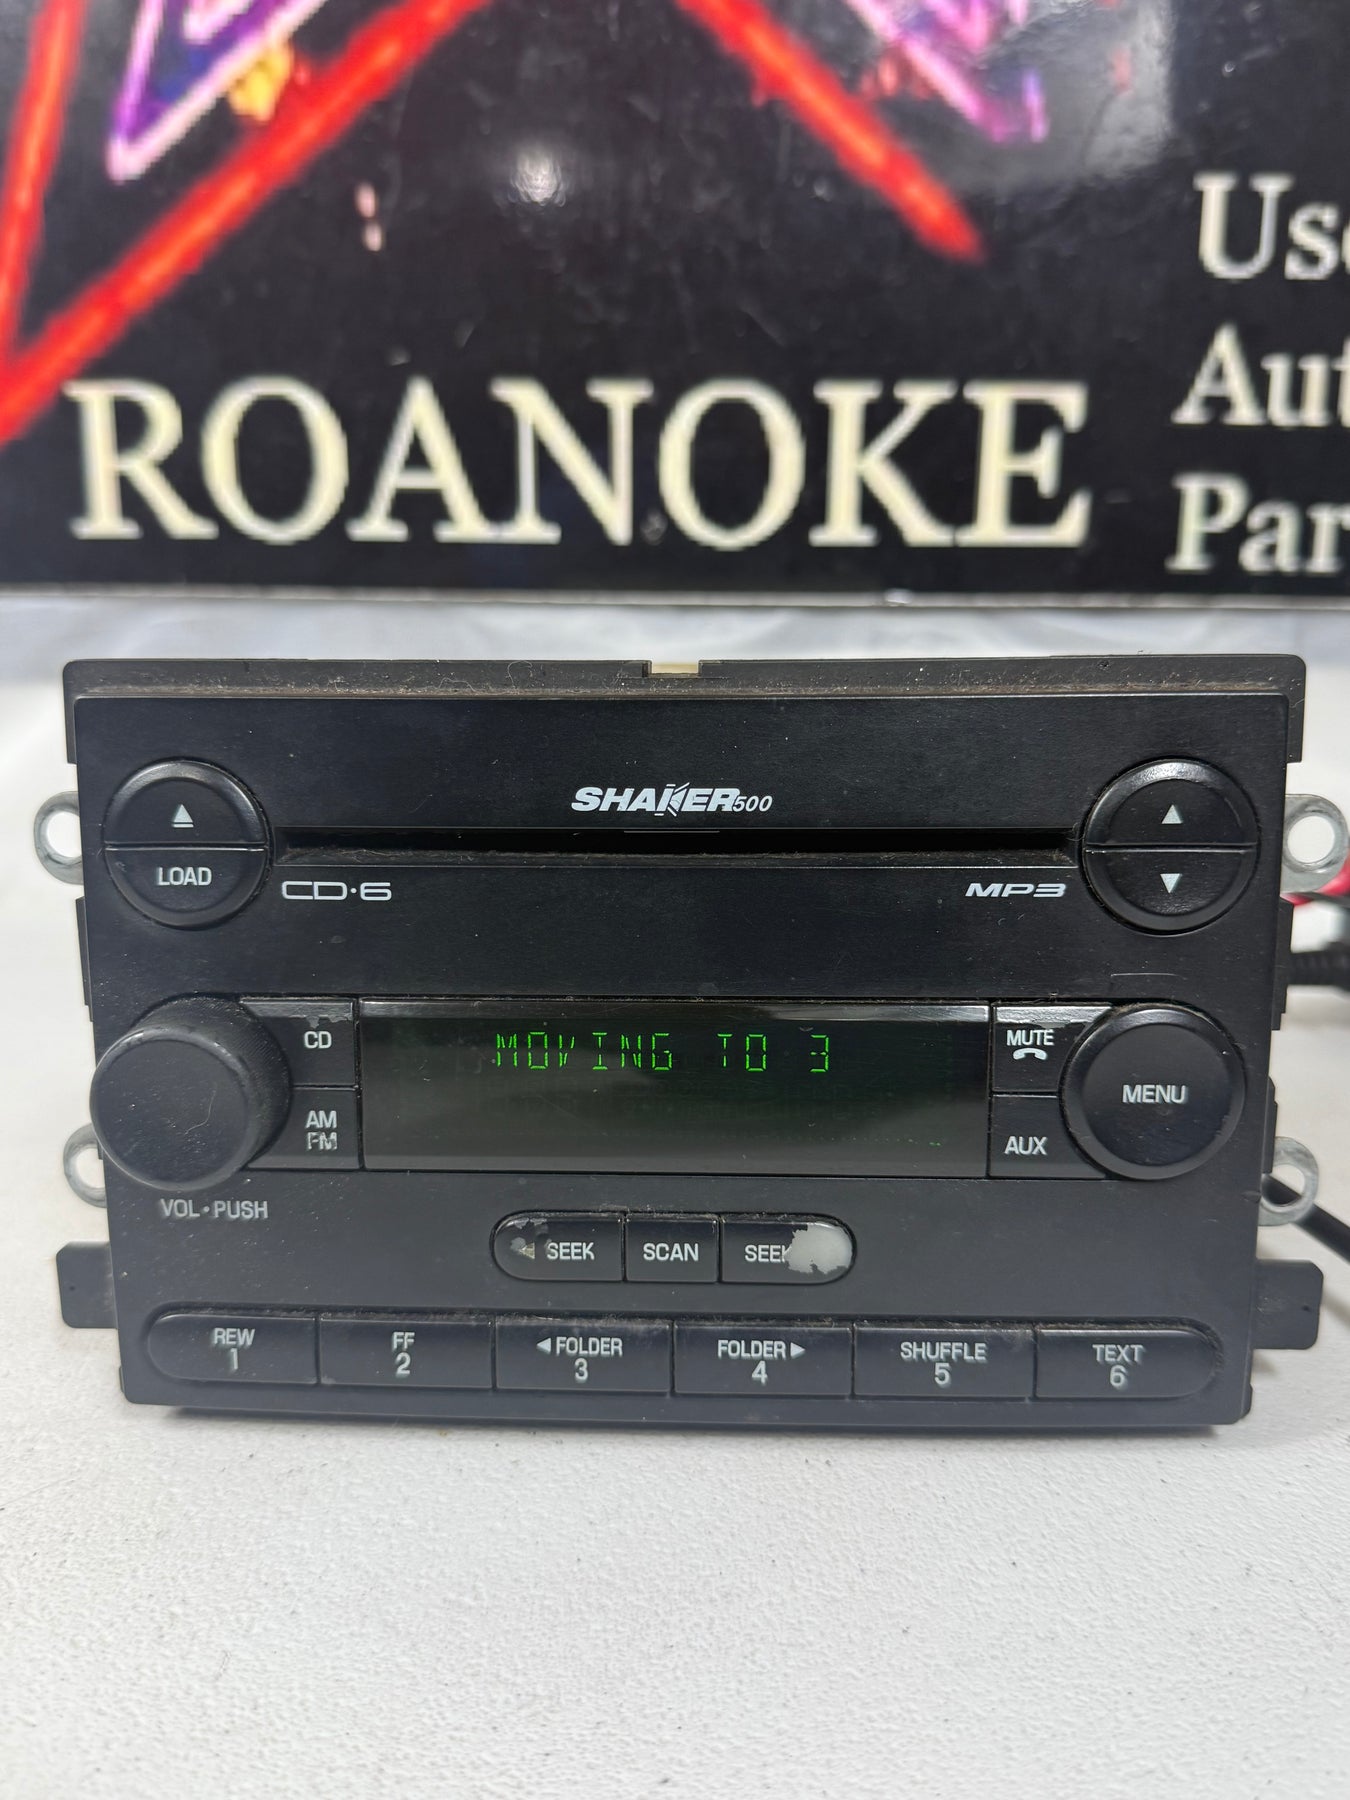 ROANOKE
Aut
Par
SHAKER500
LOAD
CD·6
MP3
CD
MOVING TO 3
MUTE
MENU
AM
FM
AUX
VOL·PUSH
SEEK SCAN SEEK
REW FF FOLDER FOLDER SHUFFLE TEXT
1 2 3 4 5 6